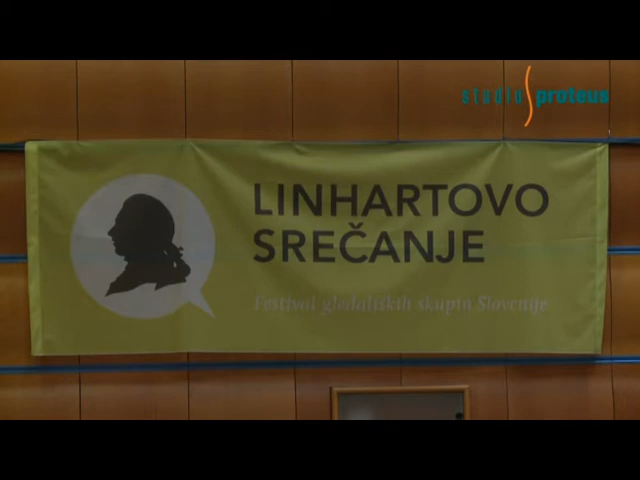 studio proteus
LINHARTOVO
SREČANJE
Festival gledaliških skupin Slovenije